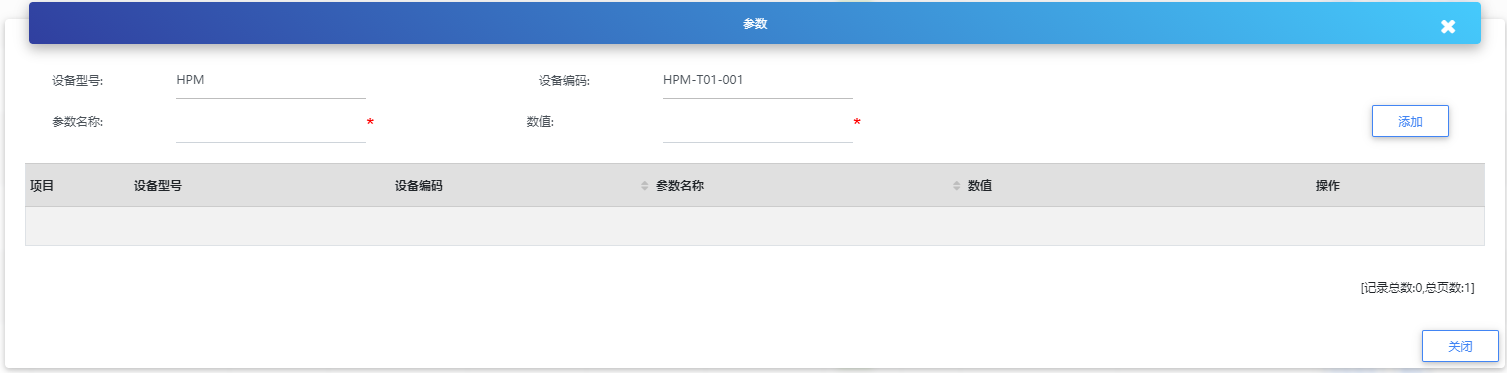 参数
设备型号: HPM 设备编码: HPM-T01-001
参数名称: * 数值: * 添加
项目 设备型号 设备编码 参数名称 数值 操作
[记录总数:0,总页数:1]
关闭